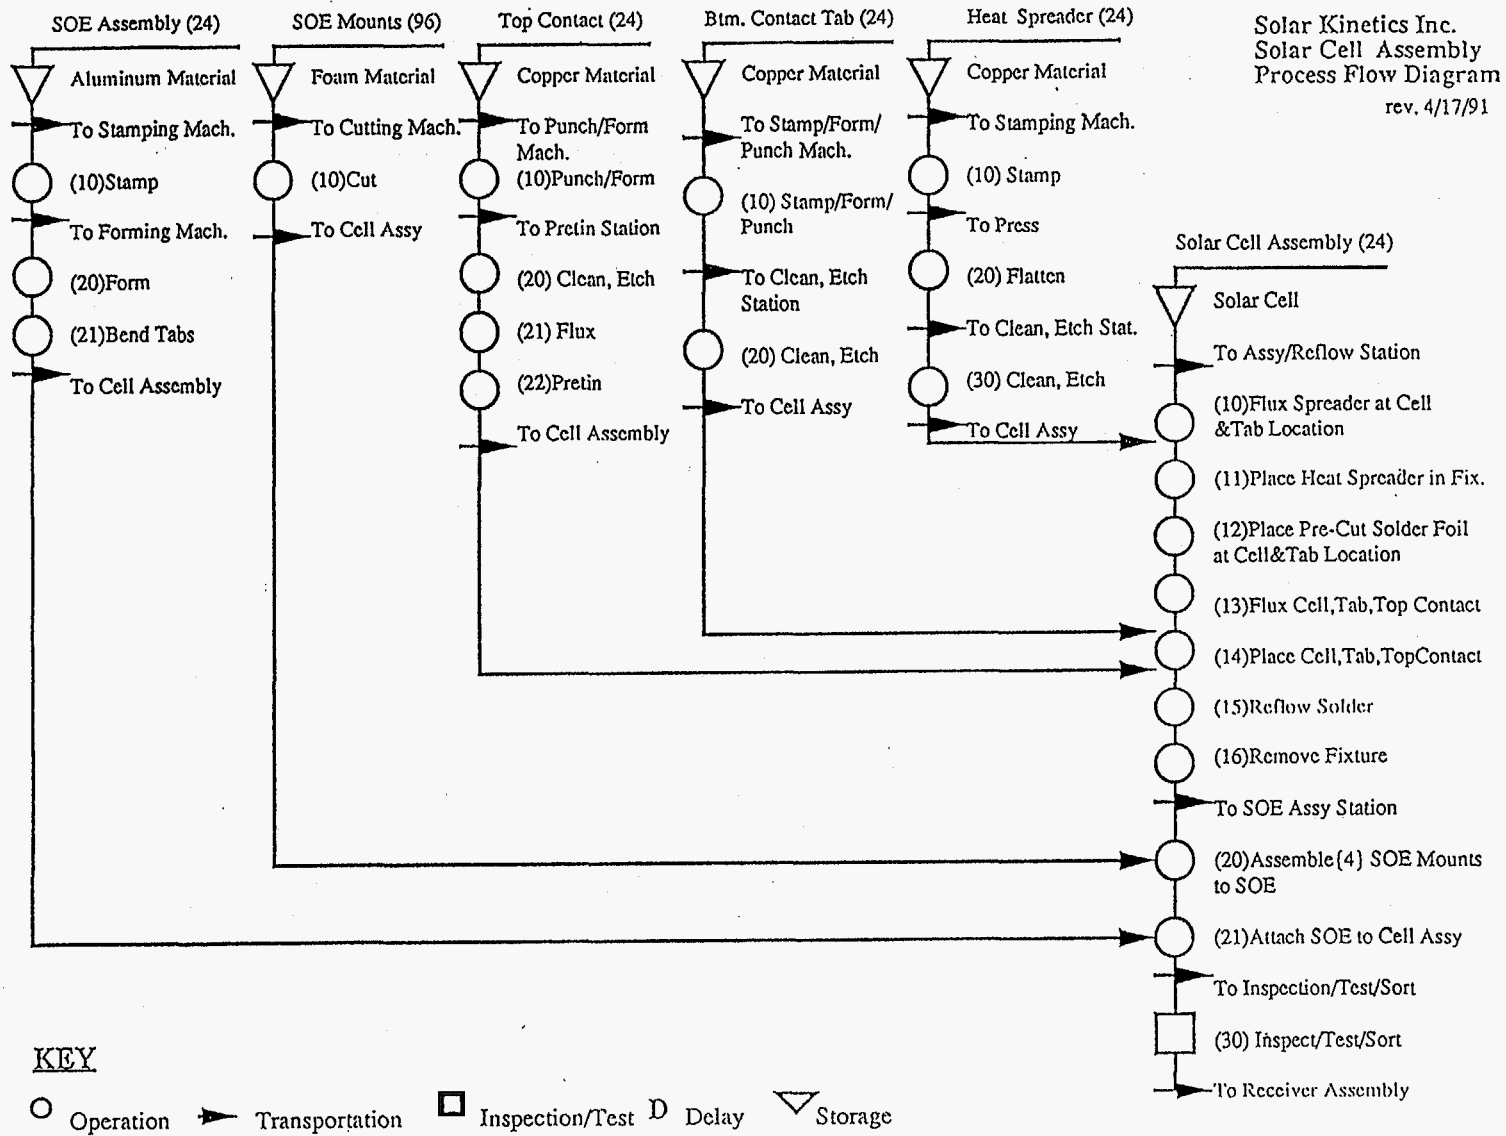 Solar Kinetics Inc.
Solar Cell Assembly
Process Flow Diagram
rev. 4/17/91
SOE Assembly (24)
Aluminum Material
To Stamping Mach.
(10)Stamp
To Forming Mach.
(20)Form
(21)Bend Tabs
To Cell Assembly
SOE Mounts (96)
Foam Material
To Cutting Mach.
(10)Cut
To Cell Assy
Top Contact (24)
Copper Material
To Punch/Form
Mach.
(10)Punch/Form
To Pretin Station
(20) Clean, Etch
(21) Flux
(22)Pretin
To Cell Assembly
Btm. Contact Tab (24)
Copper Material
To Stamp/Form/
Punch Mach.
(10) Stamp/Form/
Punch
To Clean, Etch
Station
(20) Clean, Etch
To Cell Assy
Heat Spreader (24)
Copper Material
To Stamping Mach.
(10) Stamp
To Press
(20) Flatten
To Clean, Etch Stat.
(30) Clean, Etch
To Cell Assy
Solar Cell Assembly (24)
Solar Cell
To Assy/Reflow Station
(10)Flux Spreader at Cell
&Tab Location
(11)Place Heat Spreader in Fix.
(12)Place Pre-Cut Solder Foil
at Cell&Tab Location
(13)Flux Cell,Tab,Top Contact
(14)Place Cell,Tab,TopContact
(15)Reflow Solder
(16)Remove Fixture
To SOE Assy Station
(20)Assemble{4} SOE Mounts
to SOE
(21)Attach SOE to Cell Assy
To Inspection/Test/Sort
(30) Inspect/Test/Sort
To Receiver Assembly
KEY
Operation
Transportation
Inspection/Test
D Delay
Storage